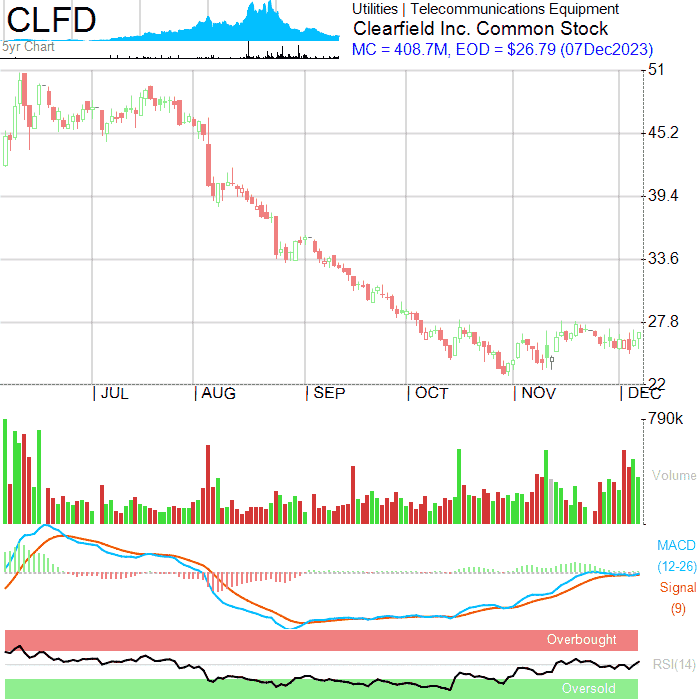 CLFD
5yr Chart
Utilities | Telecommunications Equipment
Clearfield Inc. Common Stock
MC = 408.7M, EOD = $26.79 (07Dec2023)
51
45.2
39.4
33.6
27.8
22
JUL AUG SEP OCT NOV DEC
790k
Volume
MACD
(12-26)
Signal
(9)
Overbought
RSI(14)
Oversold